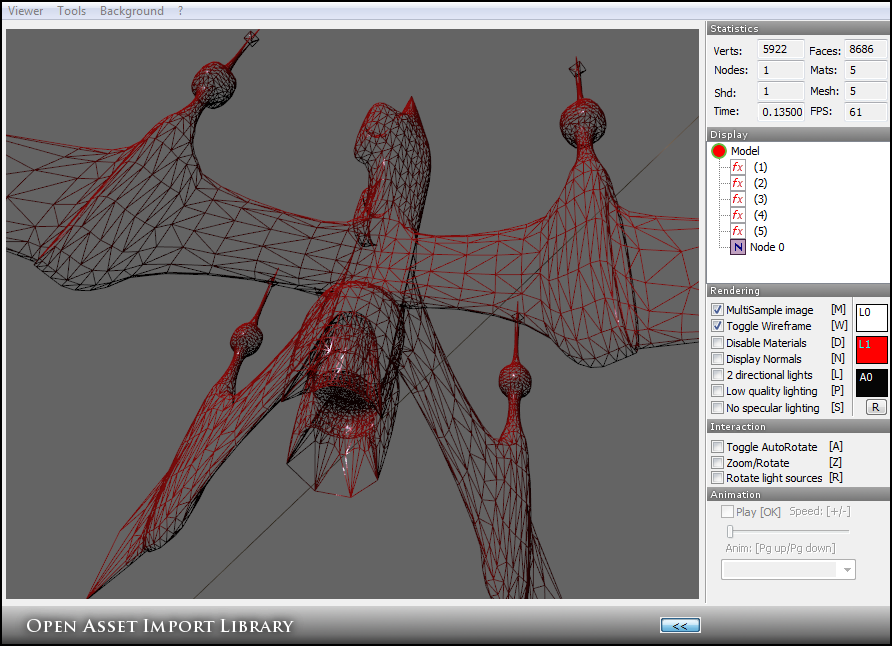 Viewer Tools Background ?
Statistics
Verts: 5922 Faces: 8686
Nodes: 1 Mats: 5
Shd: 1 Mesh: 5
Time: 0.13500 FPS: 61
Display
Model
fx (1)
fx (2)
fx (3)
fx (4)
fx (5)
N Node 0
Rendering
MultiSample image [M] L0
Toggle Wireframe [W]
Disable Materials [D] L1
Display Normals [N]
2 directional lights [L] A0
Low quality lighting [P]
No specular lighting [S] R
Interaction
Toggle AutoRotate [A]
Zoom/Rotate [Z]
Rotate light sources [R]
Animation
Play [OK] Speed: [+/-]
Anim: [Pg up/Pg down]
Open Asset Import Library <<